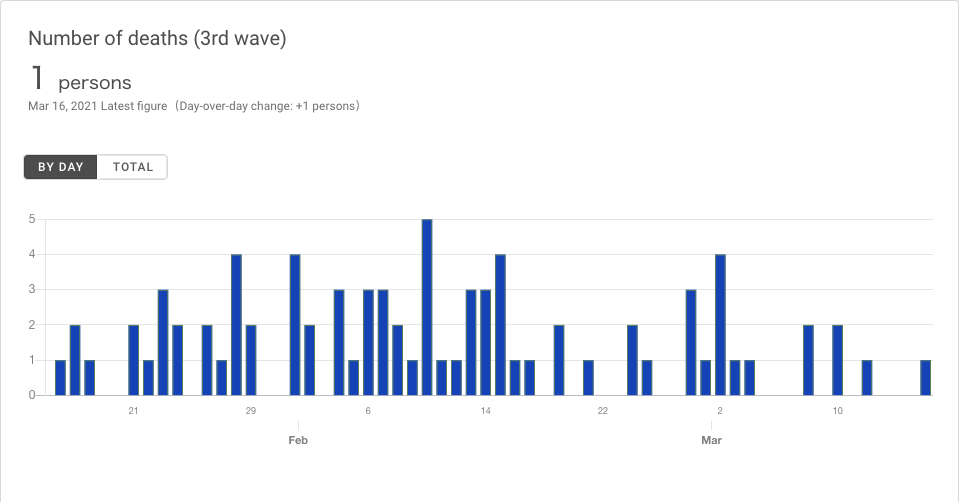 Number of deaths (3rd wave)
1 persons
Mar 16, 2021 Latest figure（Day-over-day change: +1 persons）
BY DAY TOTAL
5
4
3
2
1
0
21 29 6 14 22 2 10
Feb Mar